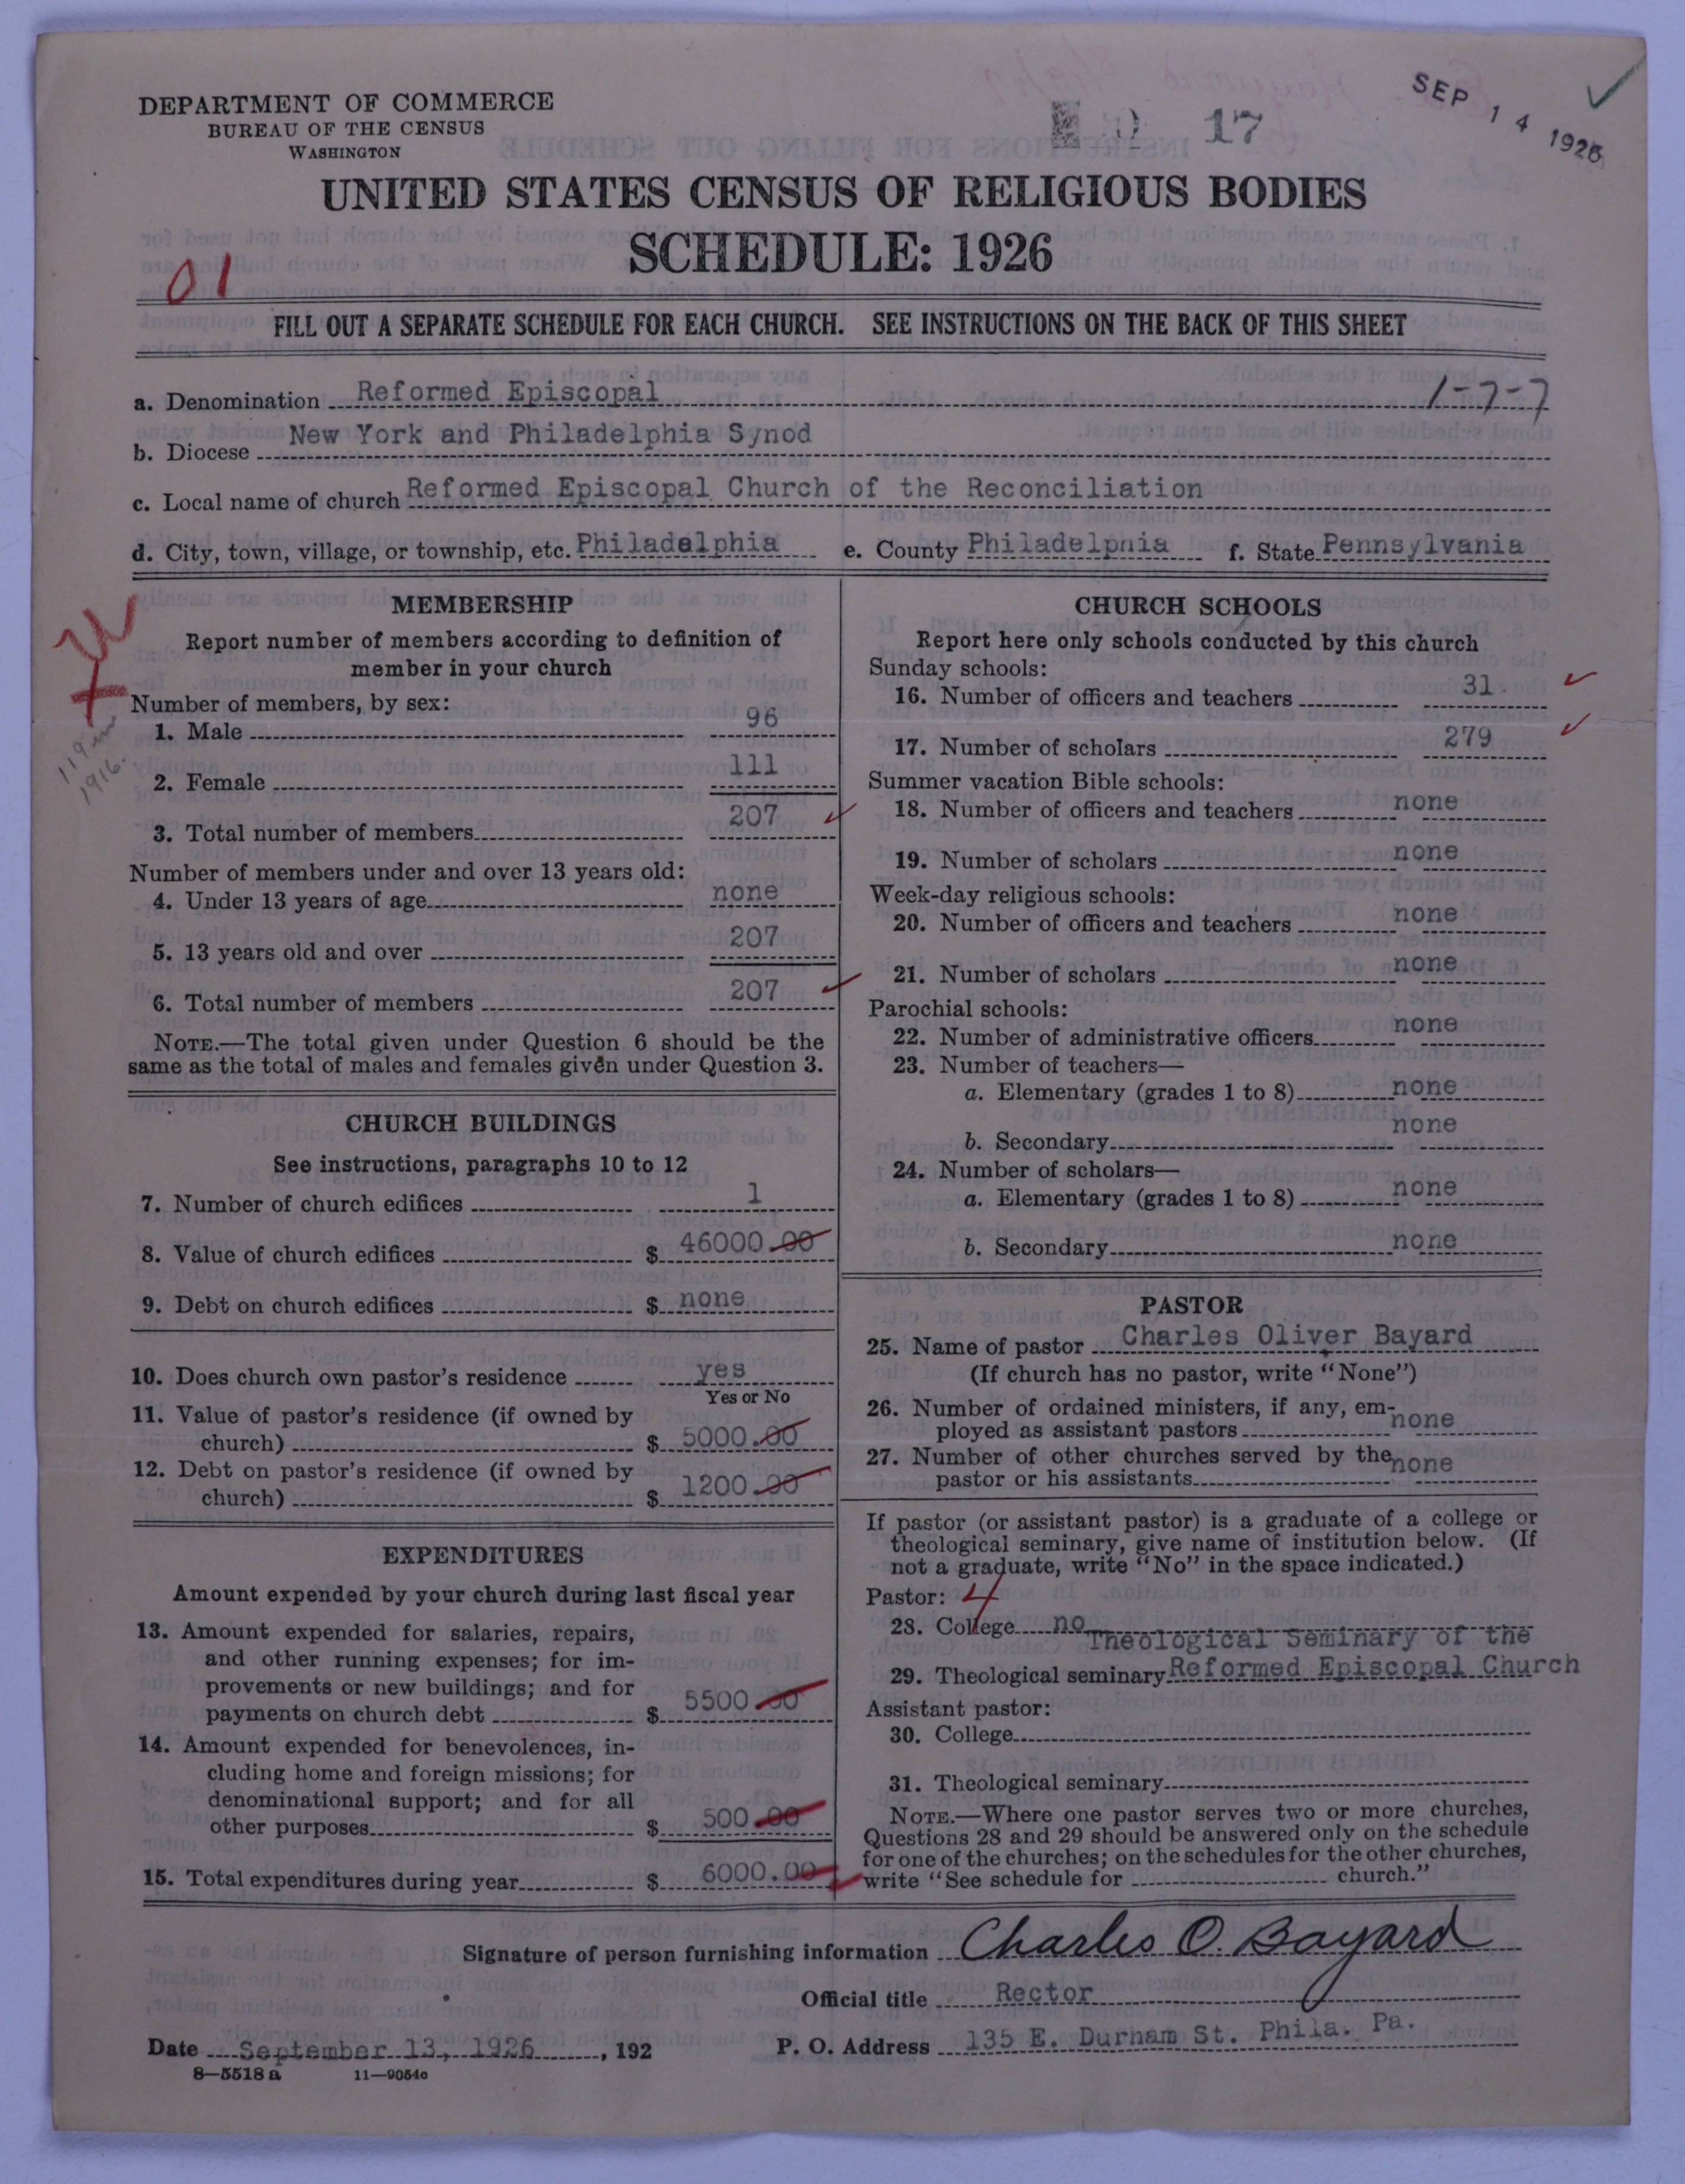 DEPARTMENT OF COMMERCE
BUREAU OF THE CENSUS
WASHINGTON
17
SEP 14 1926
UNITED STATES CENSUS OF RELIGIOUS BODIES
SCHEDULE: 1926
01
FILL OUT A SEPARATE SCHEDULE FOR EACH CHURCH. SEE INSTRUCTIONS ON THE BACK OF THIS SHEET
a. Denomination Reformed Episcopal 1-7-7
b. Diocese New York and Philadelphia Synod
c. Local name of church Reformed Episcopal Church of the Reconciliation
d. City, town, village, or township, etc. Philadelphia e. County Philadelphia f. State Pennsylvania
MEMBERSHIP
Report number of members according to definition of
member in your church
Number of members, by sex:
1. Male 96
119 m
1916.
2. Female 111
3. Total number of members 207
Number of members under and over 13 years old:
4. Under 13 years of age none
5. 13 years old and over 207
6. Total number of members 207
NOTE.—The total given under Question 6 should be the
same as the total of males and females given under Question 3.
CHURCH BUILDINGS
See instructions, paragraphs 10 to 12
7. Number of church edifices 1
8. Value of church edifices $ 46000.00
9. Debt on church edifices $ none
10. Does church own pastor's residence yes
Yes or No
11. Value of pastor's residence (if owned by
church) $ 5000.00
12. Debt on pastor's residence (if owned by
church) $ 1200.00
EXPENDITURES
Amount expended by your church during last fiscal year
13. Amount expended for salaries, repairs,
and other running expenses; for im-
provements or new buildings; and for
payments on church debt $ 5500.00
14. Amount expended for benevolences, in-
cluding home and foreign missions; for
denominational support; and for all
other purposes $ 500.00
15. Total expenditures during year $ 6000.00
CHURCH SCHOOLS
Report here only schools conducted by this church
Sunday schools:
16. Number of officers and teachers 31.
17. Number of scholars 279
Summer vacation Bible schools:
18. Number of officers and teachers none
19. Number of scholars none
Week-day religious schools:
20. Number of officers and teachers none
21. Number of scholars none
Parochial schools:
22. Number of administrative officers none
23. Number of teachers—
a. Elementary (grades 1 to 8) none
b. Secondary none
24. Number of scholars—
a. Elementary (grades 1 to 8) none
b. Secondary none
PASTOR
25. Name of pastor Charles Oliver Bayard
(If church has no pastor, write "None")
26. Number of ordained ministers, if any, em-
ployed as assistant pastors none
27. Number of other churches served by the
pastor or his assistants none
If pastor (or assistant pastor) is a graduate of a college or
theological seminary, give name of institution below. (If
not a graduate, write "No" in the space indicated.)
Pastor: 4
28. College no
Theological Seminary of the
29. Theological seminary Reformed Episcopal Church
Assistant pastor:
30. College
31. Theological seminary
NOTE.—Where one pastor serves two or more churches,
Questions 28 and 29 should be answered only on the schedule
for one of the churches; on the schedules for the other churches,
write "See schedule for church."
Signature of person furnishing information Charles O. Bayard
Official title Rector
Date September 13, 1926, 192 P. O. Address 135 E. Durham St. Phila. Pa.
8—5518 a 11—9054a